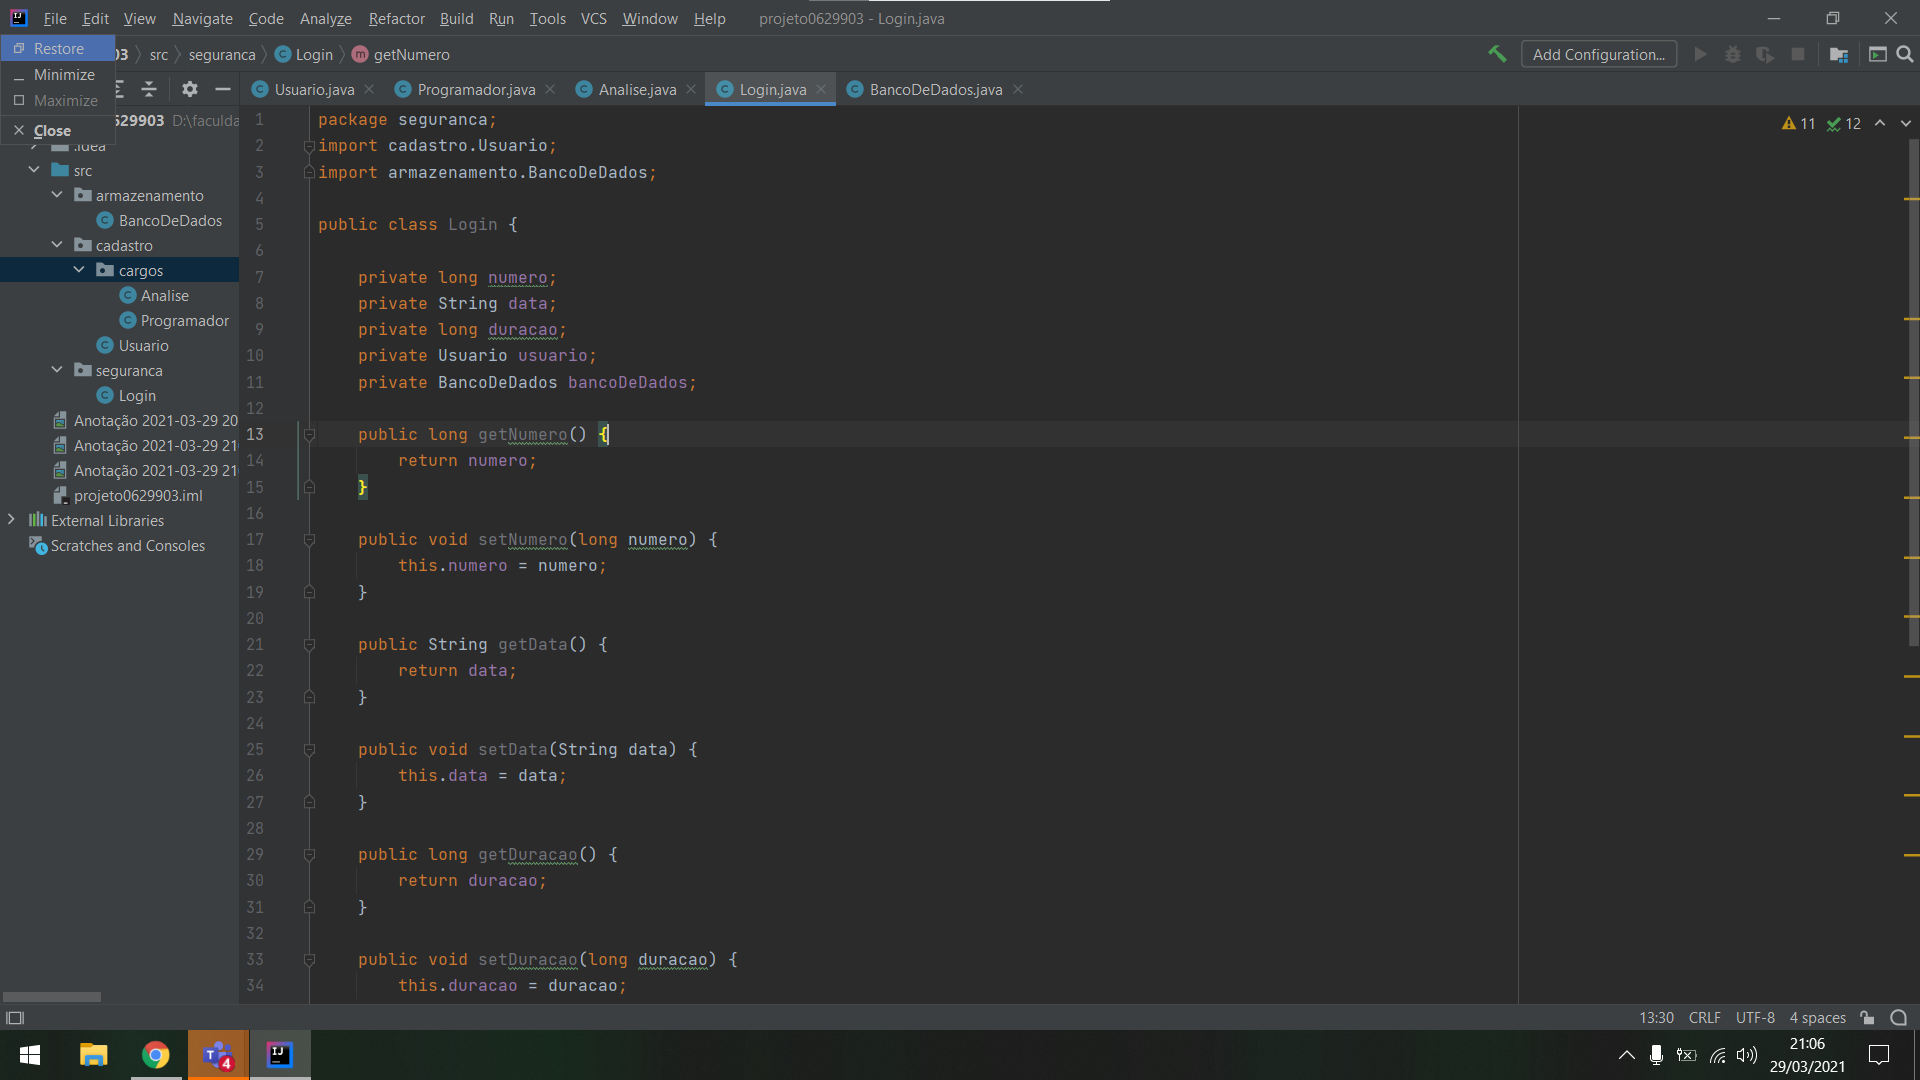 File Edit View Navigate Code Analyze Refactor Build Run Tools VCS Window Help projeto0629903 - Login.java
Restore
Minimize
Maximize
Close
03 src seguranca Login getNumero
Add Configuration...
Usuario.java Programador.java Analise.java Login.java BancoDeDados.java
629903 D:\faculda
.idea
src
armazenamento
BancoDeDados
cadastro
cargos
Analise
Programador
Usuario
seguranca
Login
Anotação 2021-03-29 20
Anotação 2021-03-29 210
Anotação 2021-03-29 210
projeto0629903.iml
External Libraries
Scratches and Consoles
11 12
1 package seguranca;
2 import cadastro.Usuario;
3 import armazenamento.BancoDeDados;
4
5 public class Login {
6
7 private long numero;
8 private String data;
9 private long duracao;
10 private Usuario usuario;
11 private BancoDeDados bancoDeDados;
12
13 public long getNumero() {
14 return numero;
15 }
16
17 public void setNumero(long numero) {
18 this.numero = numero;
19 }
20
21 public String getData() {
22 return data;
23 }
24
25 public void setData(String data) {
26 this.data = data;
27 }
28
29 public long getDuracao() {
30 return duracao;
31 }
32
33 public void setDuracao(long duracao) {
34 this.duracao = duracao;
13:30 CRLF UTF-8 4 spaces
4
21:06
29/03/2021